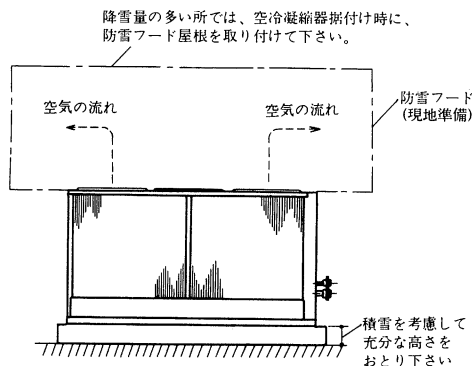 降雪量の多い所では、空冷凝縮器据付け時に、
防雪フード屋根を取り付けて下さい。
空気の流れ
空気の流れ
防雪フード
(現地準備)
積雪を考慮して
充分な高さを
おとり下さい